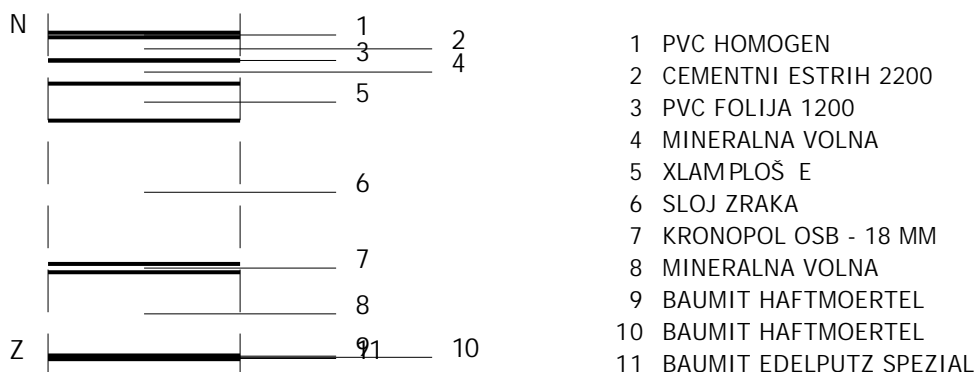 N
1
2
3
4
5
6
7
8
9
11
10
Z
1 PVC HOMOGEN
2 CEMENTNI ESTRIH 2200
3 PVC FOLIJA 1200
4 MINERALNA VOLNA
5 XLAM PLOŠ E
6 SLOJ ZRAKA
7 KRONOPOL OSB - 18 MM
8 MINERALNA VOLNA
9 BAUMIT HAFTMOERTEL
10 BAUMIT HAFTMOERTEL
11 BAUMIT EDELPUTZ SPEZIAL